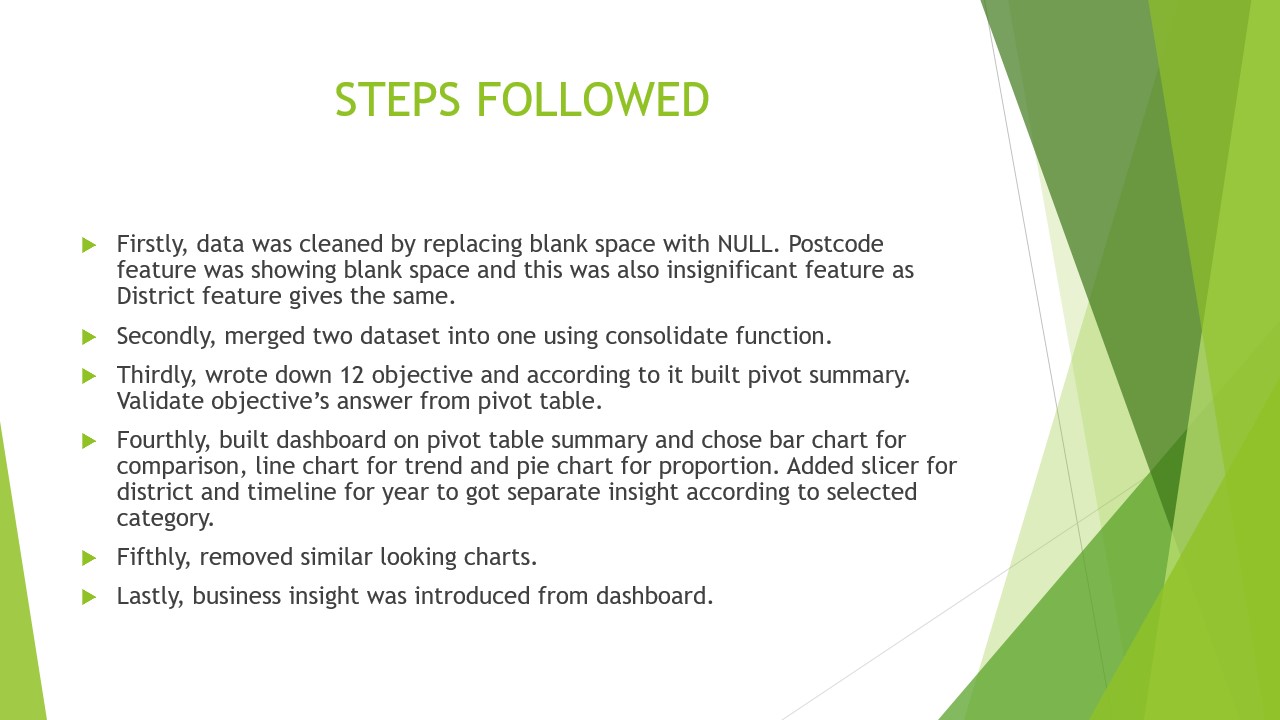 STEPS FOLLOWED
Firstly, data was cleaned by replacing blank space with NULL. Postcode
feature was showing blank space and this was also insignificant feature as
District feature gives the same.
Secondly, merged two dataset into one using consolidate function.
Thirdly, wrote down 12 objective and according to it built pivot summary.
Validate objective’s answer from pivot table.
Fourthly, built dashboard on pivot table summary and chose bar chart for
comparison, line chart for trend and pie chart for proportion. Added slicer for
district and timeline for year to got separate insight according to selected
category.
Fifthly, removed similar looking charts.
Lastly, business insight was introduced from dashboard.